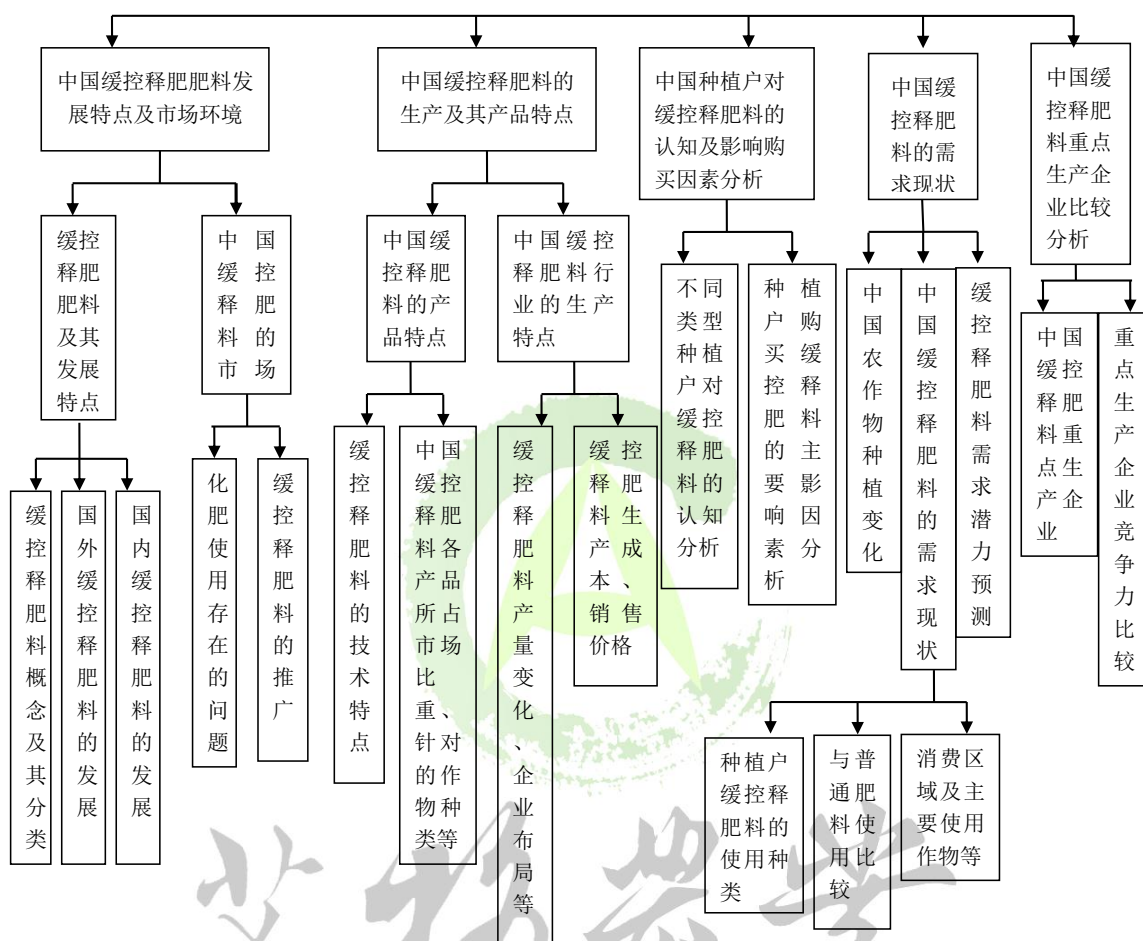 中国缓控释肥肥料发
展特点及市场环境
中国缓控释肥料的
生产及其产品特点
中国种植户对
缓控释肥料的
认知及影响购
买因素分析
中国缓
控释肥
料的需
求现状
中国缓
控释肥
料重点
生产企
业比较
分析
缓控
释肥
肥料
及其
发展
特点
中国
缓控
释肥
料的
市场
中国缓
控释肥
料的产
品特点
中国缓控
释肥料行
业的生产
特点
不同
类型
种植
户对
缓控
释肥
料的
认知
分析
种植
户购
买缓
控释
肥料
的主
要影
响因
素分
析
中国农作物种植变化
中国缓控释肥料的需求现状
缓控释肥料需求潜力预测
中国
缓控
释肥
料重
点生
产企
业
重点生产企业竞争力比较
缓控释肥料概念及其分类
国外缓控释肥料的发展
国内缓控释肥料的发展
化肥使用存在的问题
缓控释肥料的推广
缓控释肥料的技术特点
中国
缓控
释肥
料各
产品
所占
市场
比
重、
针对
的作
物种
类等
缓控释肥料产量变化、企业布局等
缓控
释肥
料生
产成
本、
销售
价格
种植户
缓控释
肥料的
使用种
类
与普
通肥
料使
用比
较
消费区
域及主
要使用
作物等